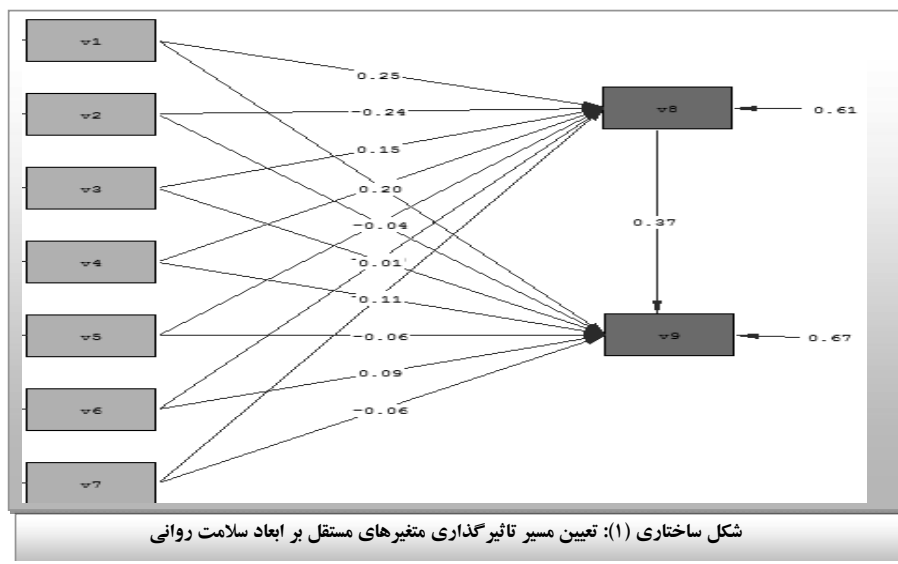 v1
0.25
v8
0.61
v2
-0.24
0.15
v3
0.20
-0.04
0.37
v4
-0.01
0.11
v5
-0.06
v9
0.67
0.09
v6
-0.06
v7
شکل ساختاری (۱): تعیین مسیر تاثیرگذاری متغیرهای مستقل بر ابعاد سلامت روانی